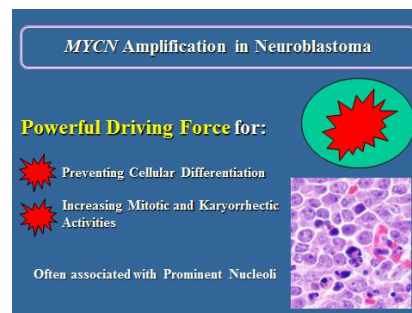 MYCN Amplification in Neuroblastoma
Powerful Driving Force for:
Preventing Cellular Differentiation
Increasing Mitotic and Karyorrhectic
Activities
Often associated with Prominent Nucleoli